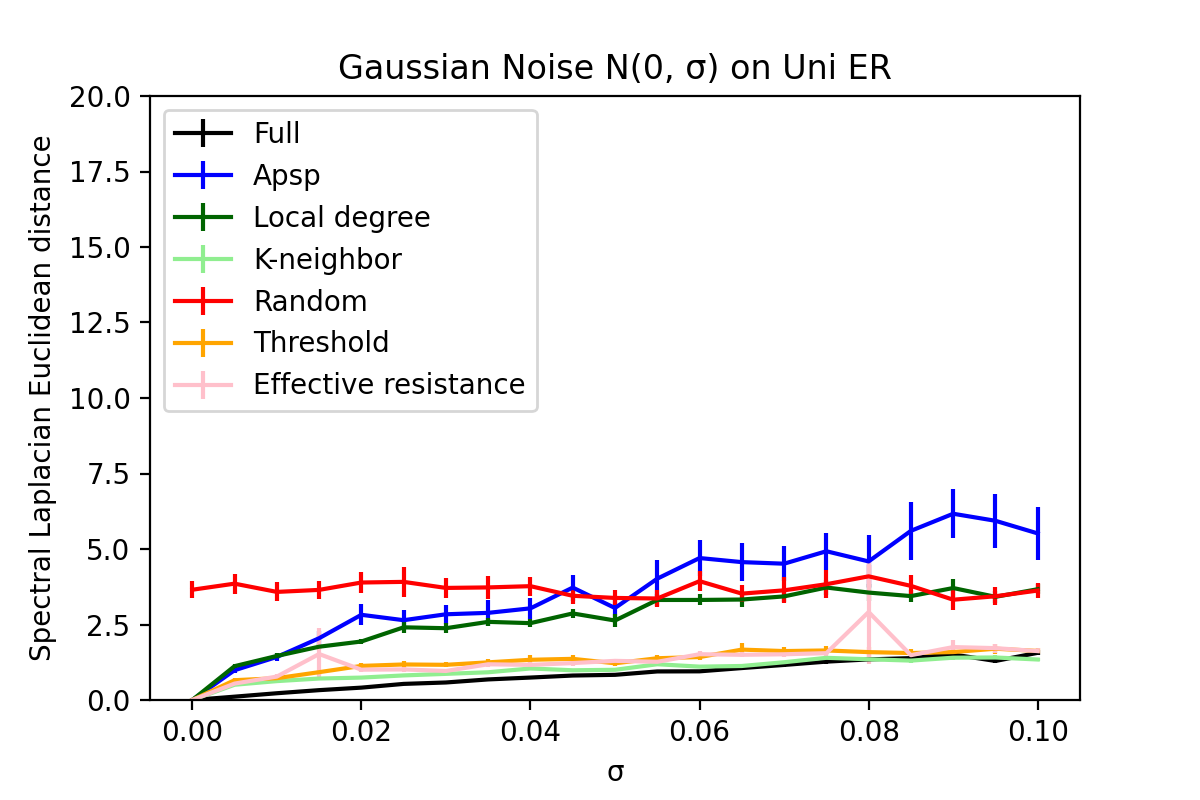 Gaussian Noise N(0, σ) on Uni ER
Spectral Laplacian Euclidean distance
20.0
17.5
15.0
12.5
10.0
7.5
5.0
2.5
0.0
Full
Apsp
Local degree
K-neighbor
Random
Threshold
Effective resistance
0.00 0.02 0.04 0.06 0.08 0.10
σ